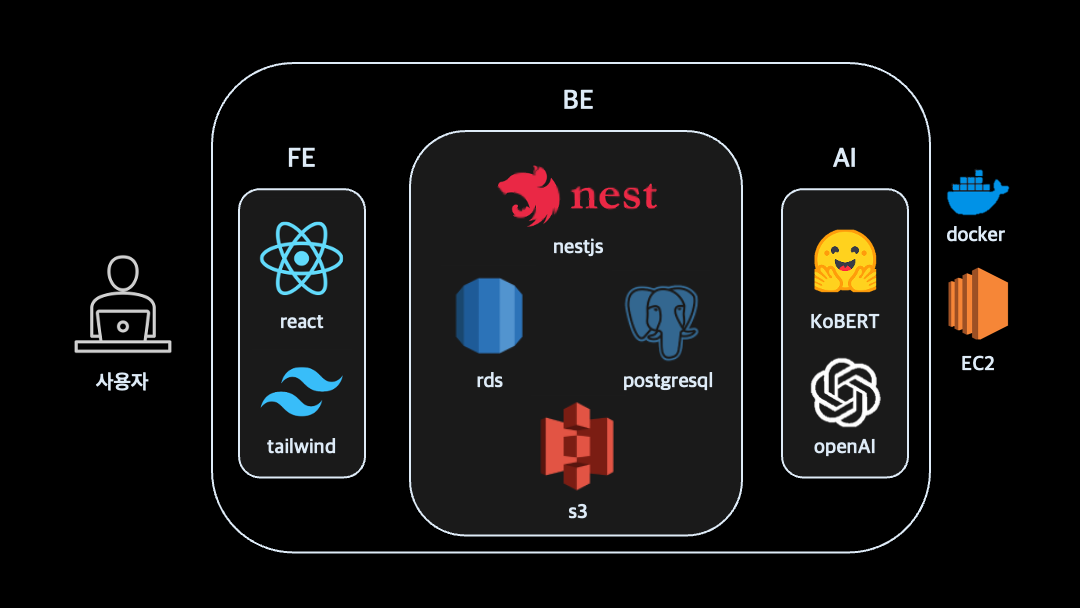 BE
FE
AI
nest
nestjs
react
rds
postgresql
tailwind
s3
KoBERT
openAI
docker
EC2
사용자